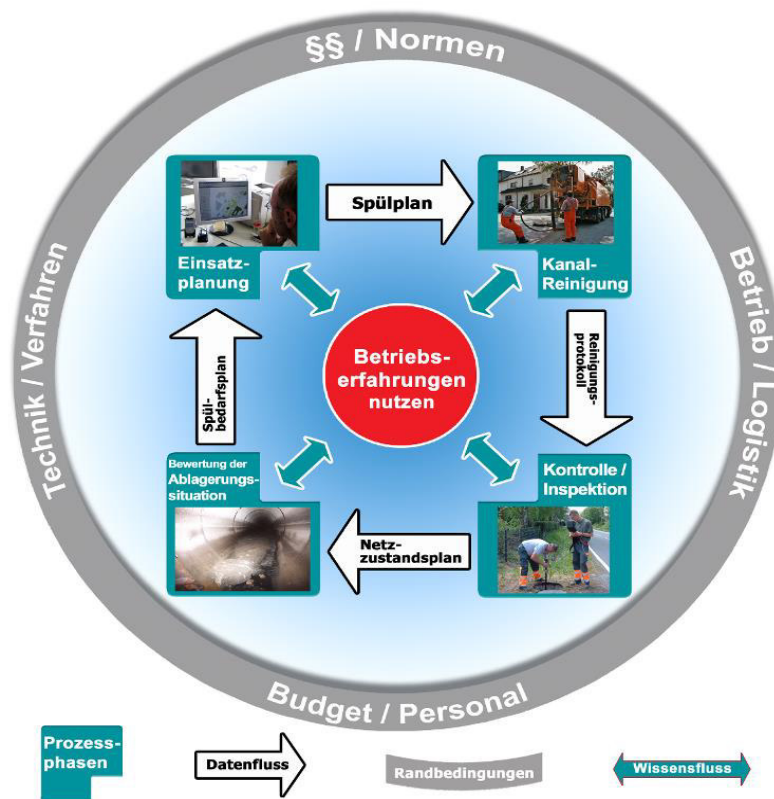 §§ / Normen
Technik / Verfahren
Betrieb / Logistik
Budget / Personal
Einsatz-
planung
Spülplan
Kanal-
Reinigung
Reinigungs-
protokoll
Kontrolle /
Inspektion
Netz-
zustandsplan
Bewertung der
Ablagerungs-
situation
Spül-
bedarfsplan
Betriebs-
erfahrungen
nutzen
Prozess-
phasen
Datenfluss
Randbedingungen
Wissensfluss